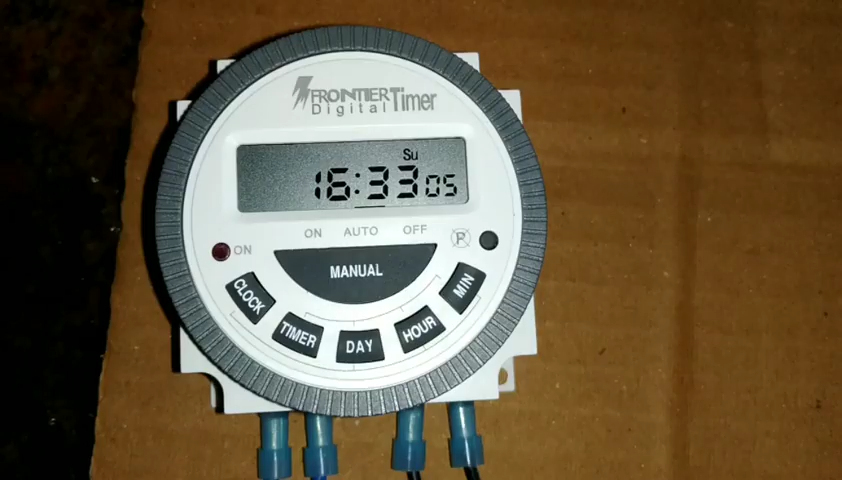 FRONTIER Timer
Digital
Su
16:33 05
ON AUTO OFF
ON
P
MANUAL
CLOCK
TIMER
DAY
HOUR
MIN